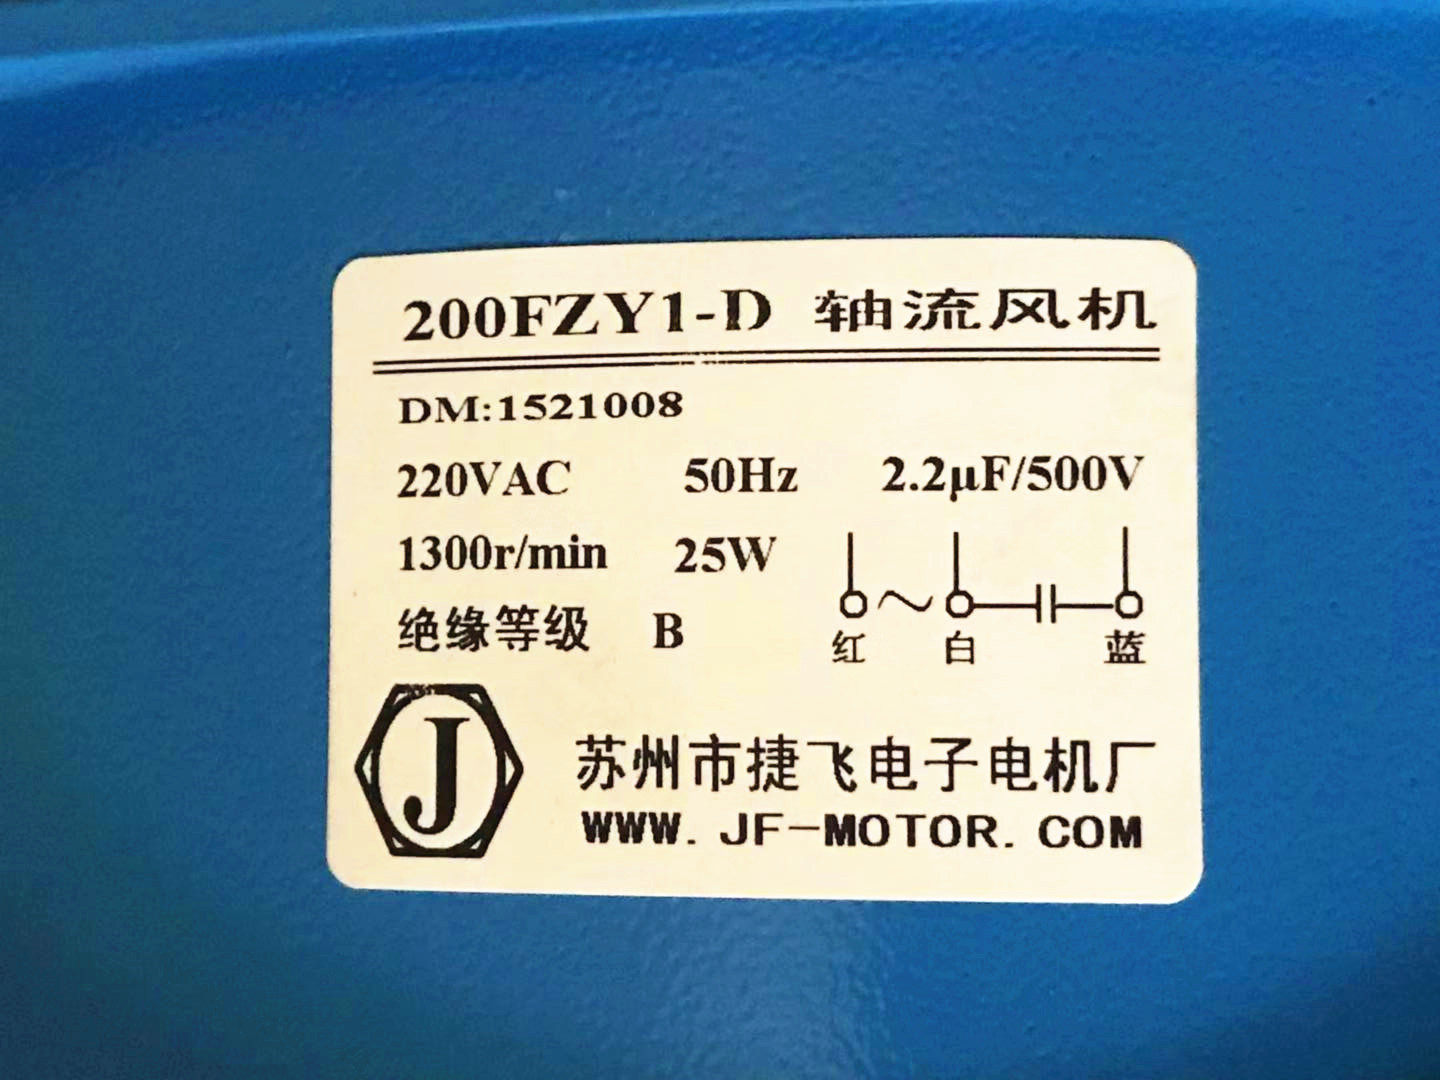 200FZY1-D 轴流风机
DM:1521008
220VAC 50Hz 2.2μF/500V
1300r/min 25W
绝缘等级 B
红 白 蓝
J
苏州市捷飞电子电机厂
WWW.JF-MOTOR.COM